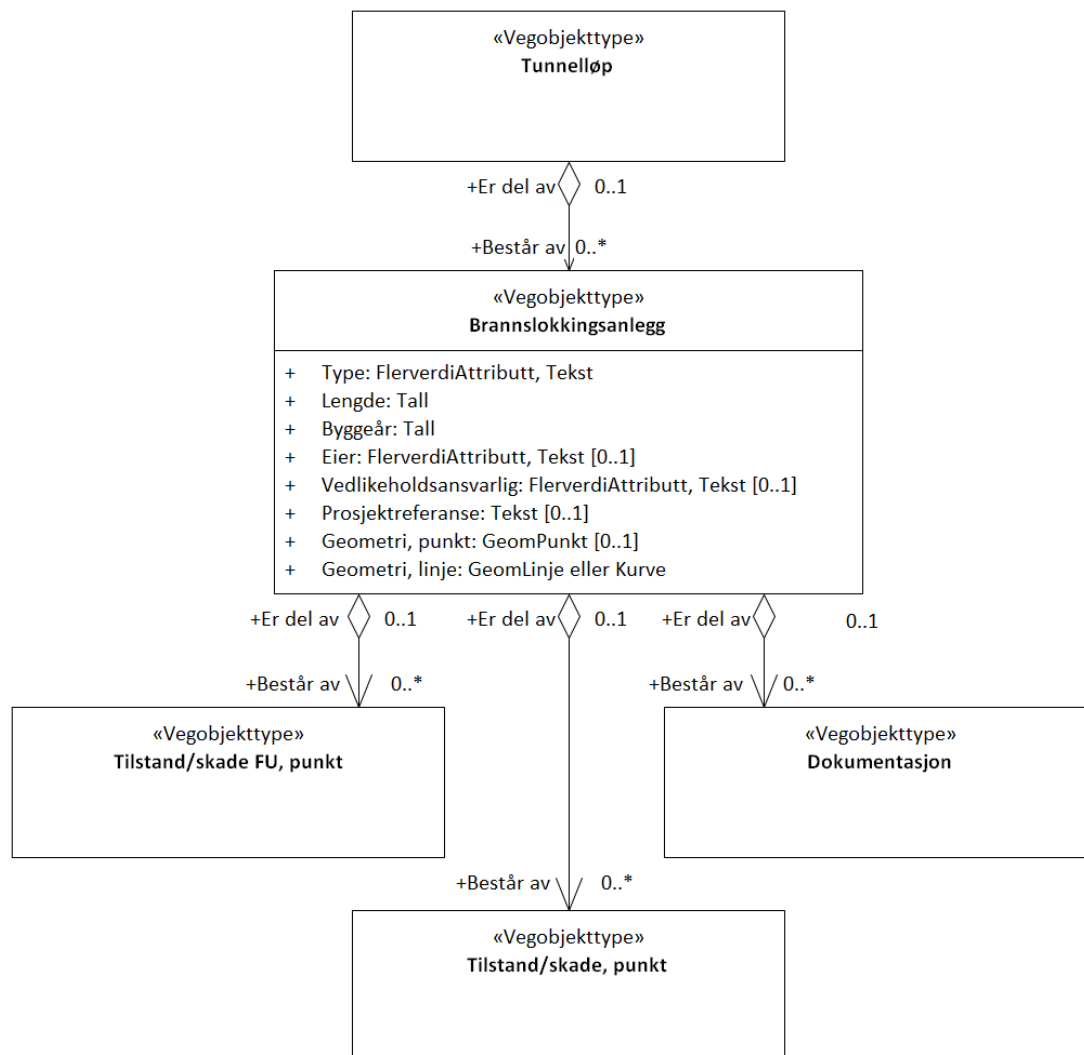 «Vegobjekttype»
Tunnelløp
+Er del av 0..1
+Består av 0..*
«Vegobjekttype»
Brannslokkingsanlegg
+ Type: FlerverdiAttributt, Tekst
+ Lengde: Tall
+ Byggeår: Tall
+ Eier: FlerverdiAttributt, Tekst [0..1]
+ Vedlikeholdsansvarlig: FlerverdiAttributt, Tekst [0..1]
+ Prosjektreferanse: Tekst [0..1]
+ Geometri, punkt: GeomPunkt [0..1]
+ Geometri, linje: GeomLinje eller Kurve
+Er del av 0..1 +Er del av 0..1 +Er del av 0..1
+Består av 0..* +Består av 0..*
«Vegobjekttype»
Tilstand/skade FU, punkt
«Vegobjekttype»
Dokumentasjon
+Består av 0..*
«Vegobjekttype»
Tilstand/skade, punkt